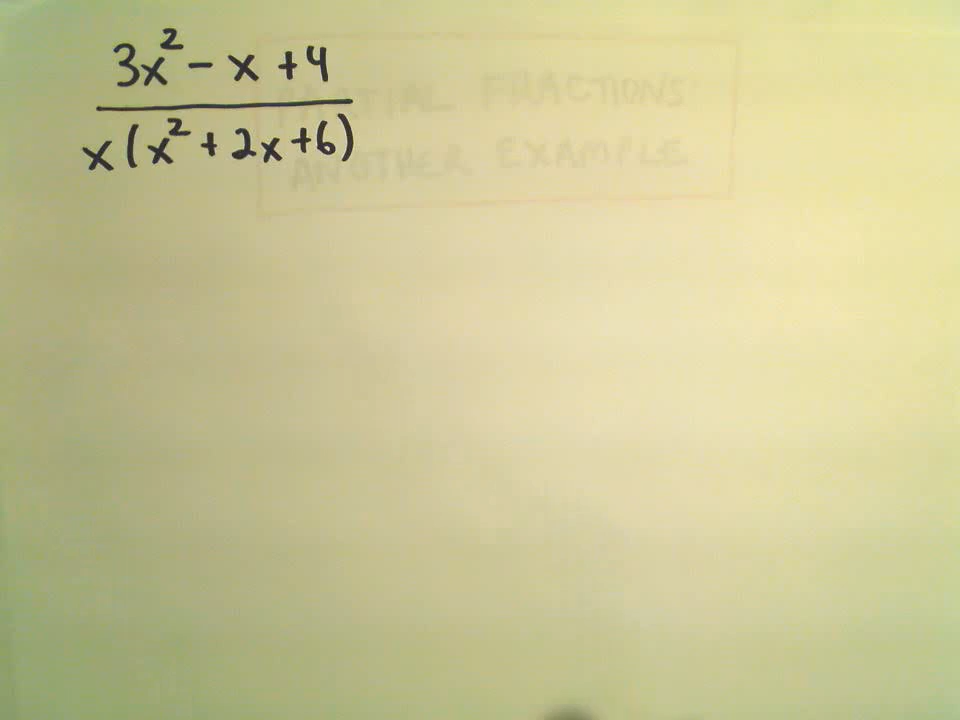 3x² - x + 4
x(x² + 2x + 6)
PARTIAL FRACTIONS
ANOTHER EXAMPLE